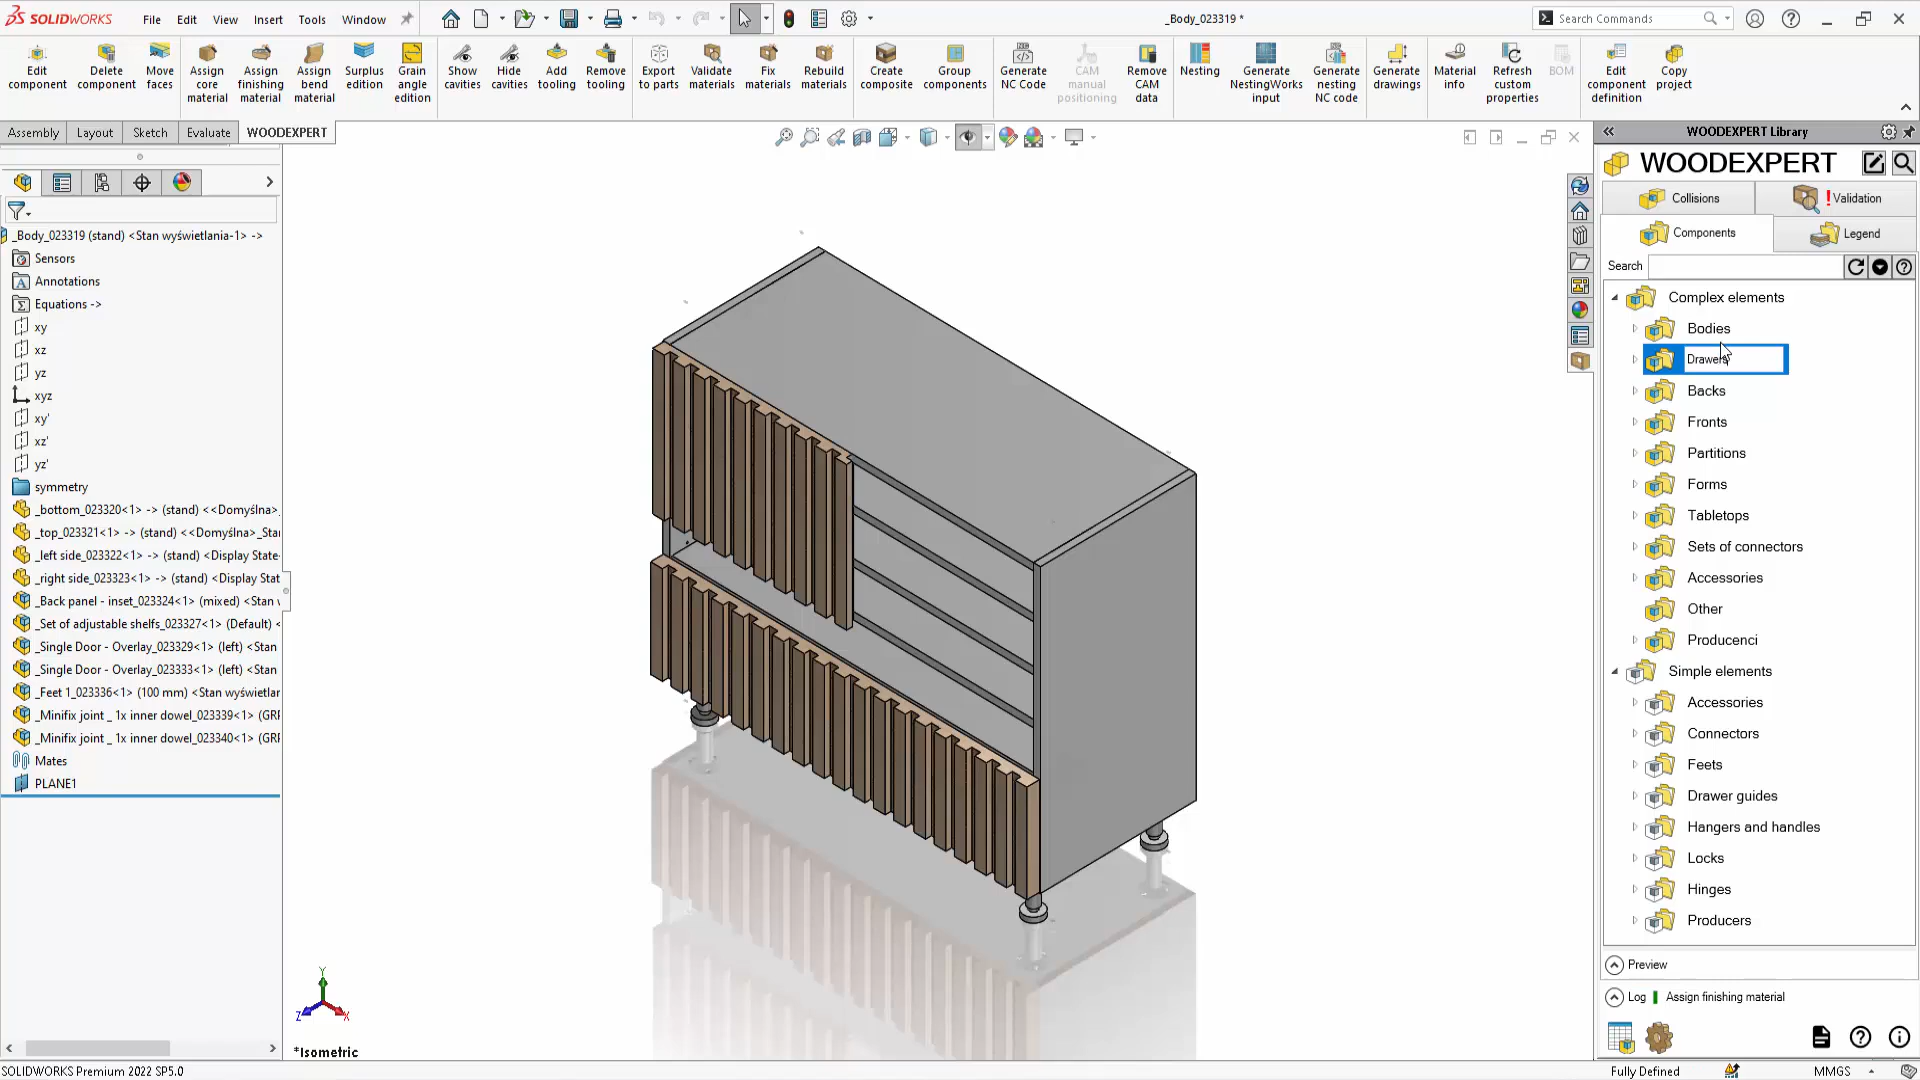 SOLIDWORKS File Edit View Insert Tools Window
_Body_023319 *
Search Commands
Edit component
Delete component
Move faces
Assign core material
Assign finishing material
Assign bend material
Surplus edition
Grain angle edition
Show cavities
Hide cavities
Add tooling
Remove tooling
Export to parts
Validate materials
Fix materials
Rebuild materials
Create composite
Group components
Generate NC Code
CAM manual positioning
Remove CAM data
Nesting
Generate NestingWorks input
Generate nesting NC code
Generate drawings
Material info
Refresh custom properties
BOM
Edit component definition
Copy project
Assembly Layout Sketch Evaluate WOODEXPERT
_Body_023319 (stand) <Stan wyświetlania-1> ->
Sensors
Annotations
Equations ->
xy
xz
yz
xyz
xy'
xz'
yz'
symmetry
_bottom_023320<1> -> (stand) <<Domyślna>_
_top_023321<1> -> (stand) <<Domyślna>_Sta
_left side_023322<1> -> (stand) <Display State-
_right side_023323<1> -> (stand) <Display Stat
_Back panel - inset_023324<1> (mixed) <Stan
_Set of adjustable shelfs_023327<1> (Default) <
_Single Door - Overlay_023329<1> (left) <Stan
_Single Door - Overlay_023333<1> (left) <Stan
_Feet 1_023336<1> (100 mm) <Stan wyświetlar
_Minifix joint _ 1x inner dowel_023339<1> (GRF
_Minifix joint _ 1x inner dowel_023340<1> (GRF
Mates
PLANE1
Y
Z
X
*Isometric
WOODEXPERT Library
WOODEXPERT
Collisions
! Validation
Components
Legend
Search
Complex elements
Bodies
Drawers
Backs
Fronts
Partitions
Forms
Tabletops
Sets of connectors
Accessories
Other
Producenci
Simple elements
Accessories
Connectors
Feets
Drawer guides
Hangers and handles
Locks
Hinges
Producers
Preview
Log Assign finishing material
SOLIDWORKS Premium 2022 SP5.0
Fully Defined
MMGS